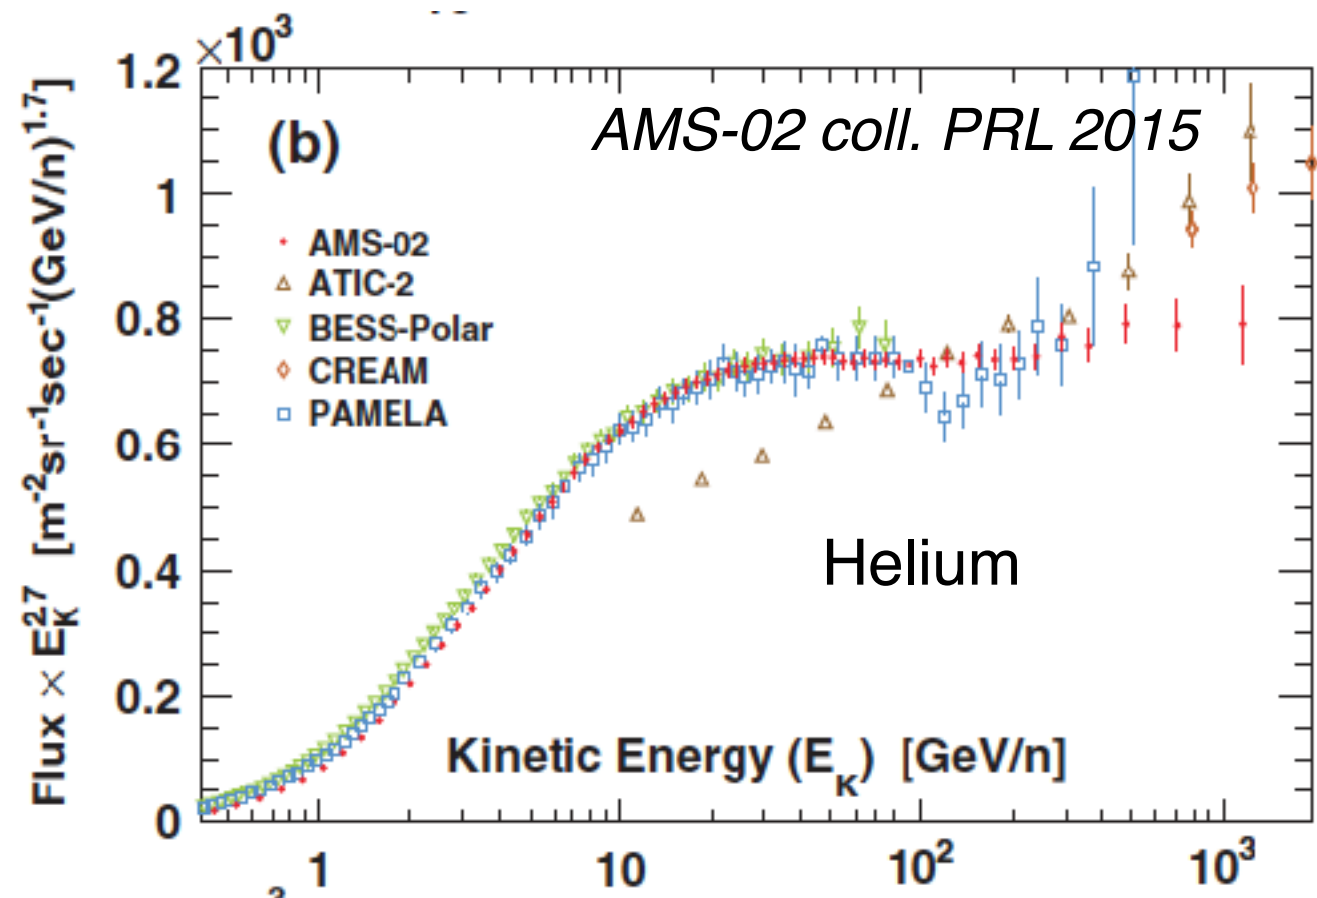 ×10³
1.2
1
0.8
0.6
0.4
0.2
0
Flux × E_K^2.7 [m⁻²sr⁻¹sec⁻¹(GeV/n)^1.7]
(b)
AMS-02 coll. PRL 2015
AMS-02
ATIC-2
BESS-Polar
CREAM
PAMELA
Helium
Kinetic Energy (E_K) [GeV/n]
1 10 10² 10³
3